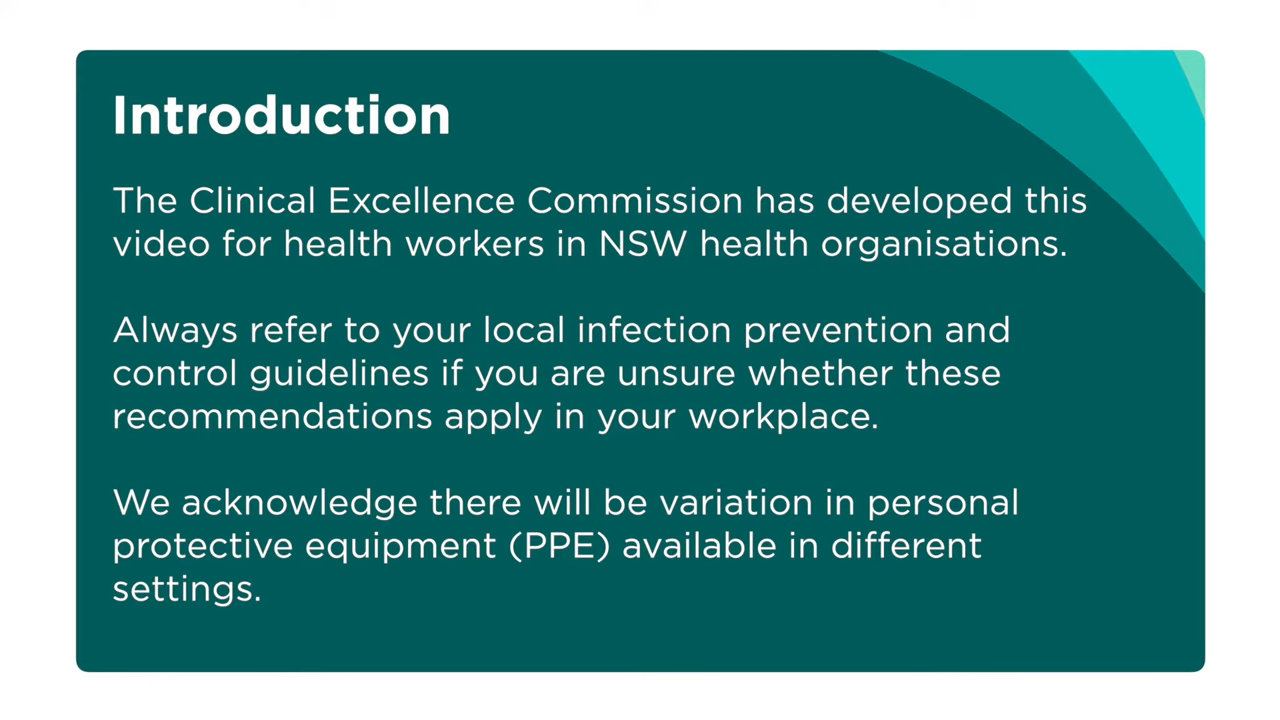 Introduction
The Clinical Excellence Commission has developed this
video for health workers in NSW health organisations.
Always refer to your local infection prevention and
control guidelines if you are unsure whether these
recommendations apply in your workplace.
We acknowledge there will be variation in personal
protective equipment (PPE) available in different
settings.